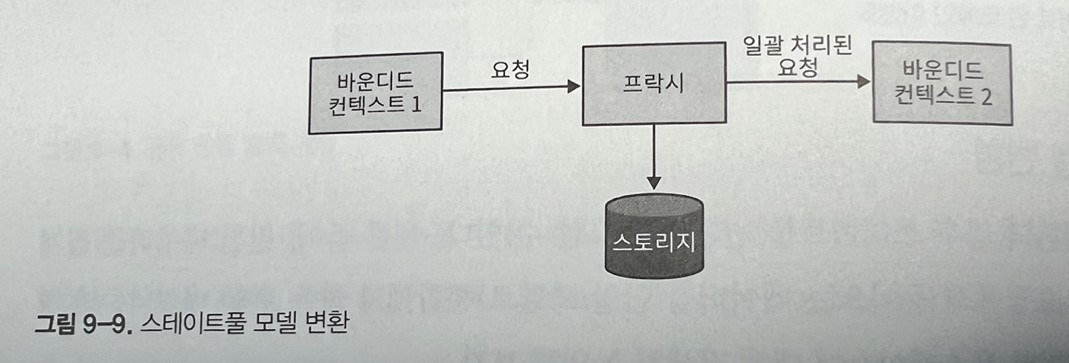 바운디드
컨텍스트 1
요청
프락시
일괄 처리된
요청
바운디드
컨텍스트 2
스토리지
그림 9-9. 스테이트풀 모델 변환